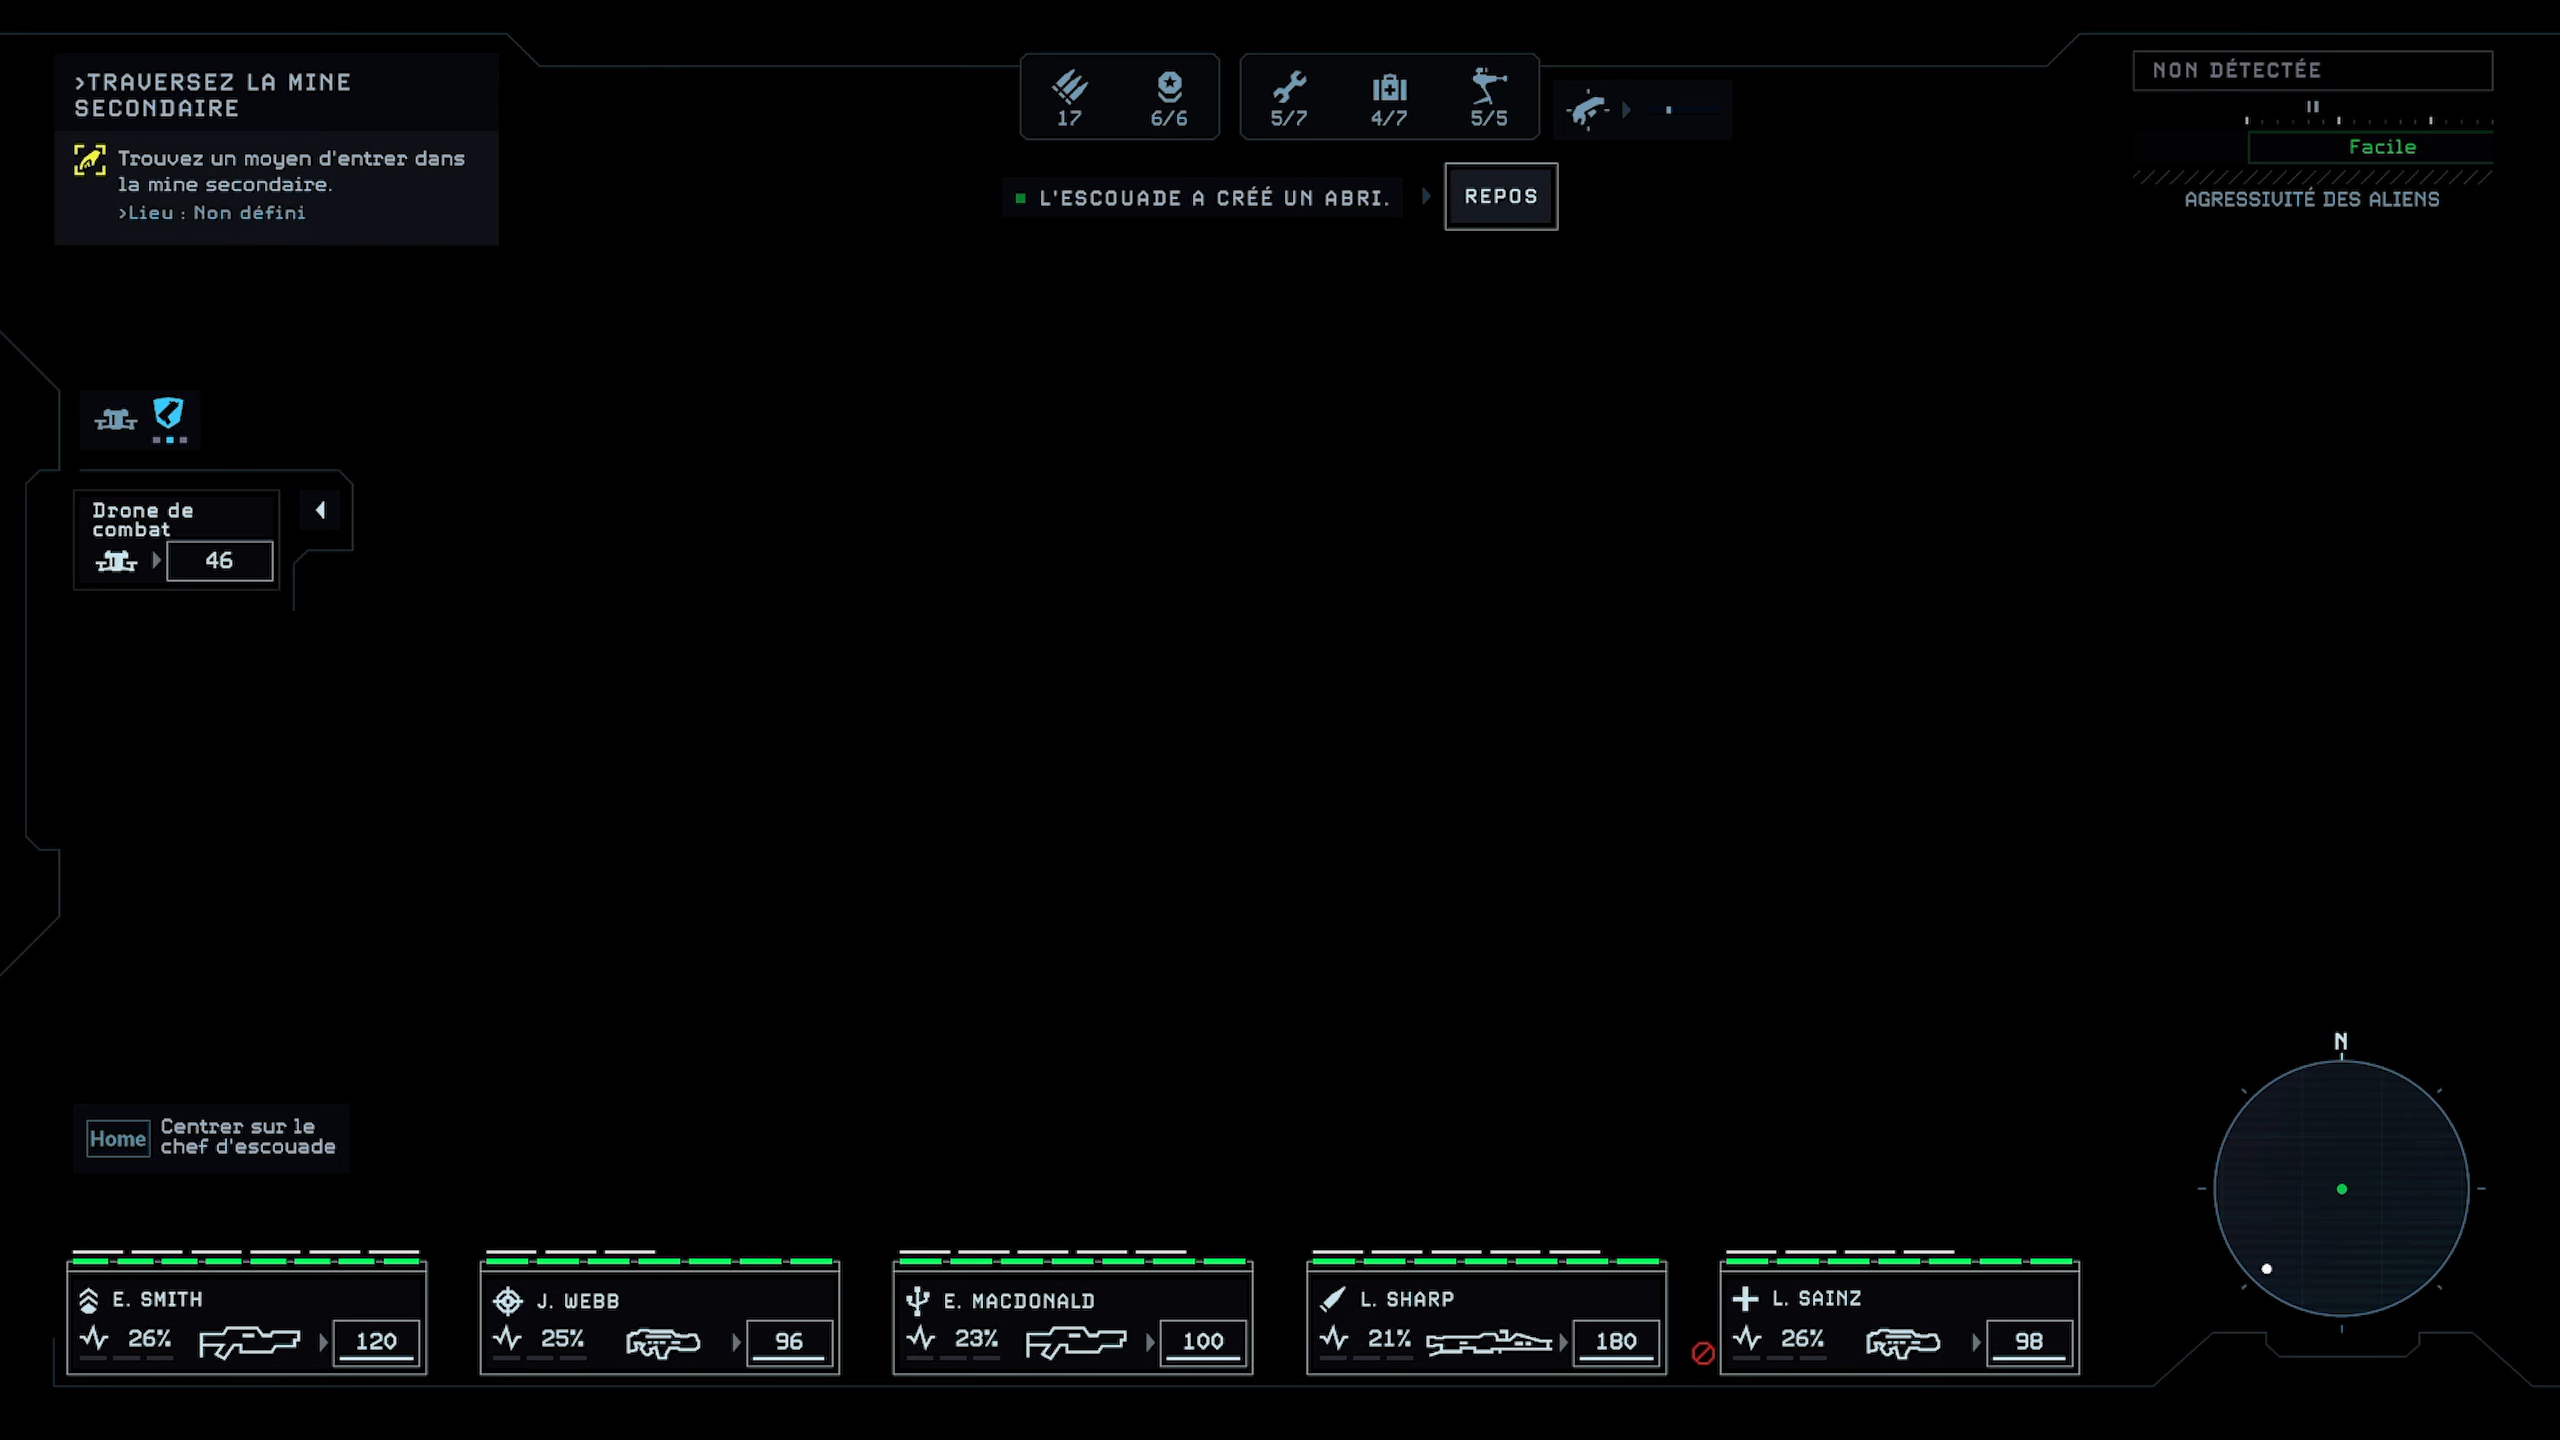 >TRAVERSEZ LA MINE
SECONDAIRE
Trouvez un moyen d'entrer dans
la mine secondaire.
>Lieu : Non défini
17
6/6
5/7
4/7
5/5
L'ESCOUADE A CRÉÉ UN ABRI.
REPOS
NON DÉTECTÉE
Facile
AGRESSIVITÉ DES ALIENS
Drone de
combat
46
N
Home
Centrer sur le
chef d'escouade
E. SMITH
26%
120
J. WEBB
25%
96
E. MACDONALD
23%
100
L. SHARP
21%
180
L. SAINZ
26%
98